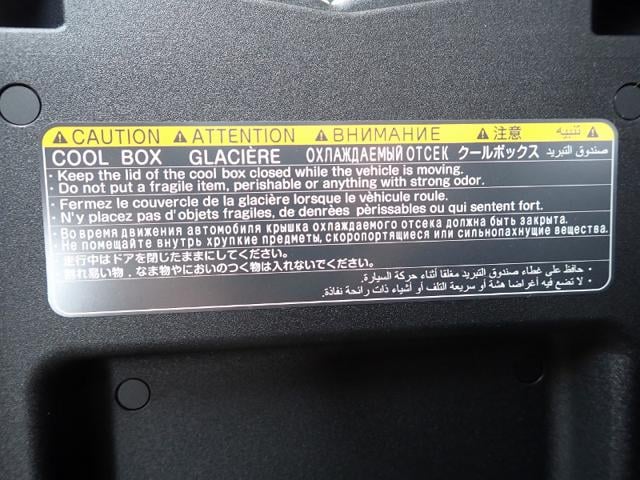 ⚠ CAUTION ⚠ ATTENTION ⚠ ВНИМАНИЕ ⚠ 注意 تنبيه ⚠
COOL BOX GLACIÈRE ОХЛАЖДАЕМЫЙ ОТСЕК クールボックス صندوق التبريد
· Keep the lid of the cool box closed while the vehicle is moving.
· Do not put a fragile item, perishable or anything with strong odor.
· Fermez le couvercle de la glacière lorsque le vèhicule roule.
· N'y placez pas d'objets fragiles, de denrèes pèrissables ou qui sentent fort.
· Во время движения автомобиля крышка охлаждаемого отсека должна быть закрыта.
· Не помещайте внутрь хрупкие предметы, скоропортящиеся или сильнопахнущие вещества.
· 走行中はドアを閉じたままにしてください。
· 割れ易い物．なま物やにおいのつく物は入れないでください。
· حافظ على غطاء صندوق التبريد مغلقا أثناء حركة السيارة.
· لا تضع فيه أغراضا هشة أو سريعة التلف أو أشياء ذات رائحة نفاذة.